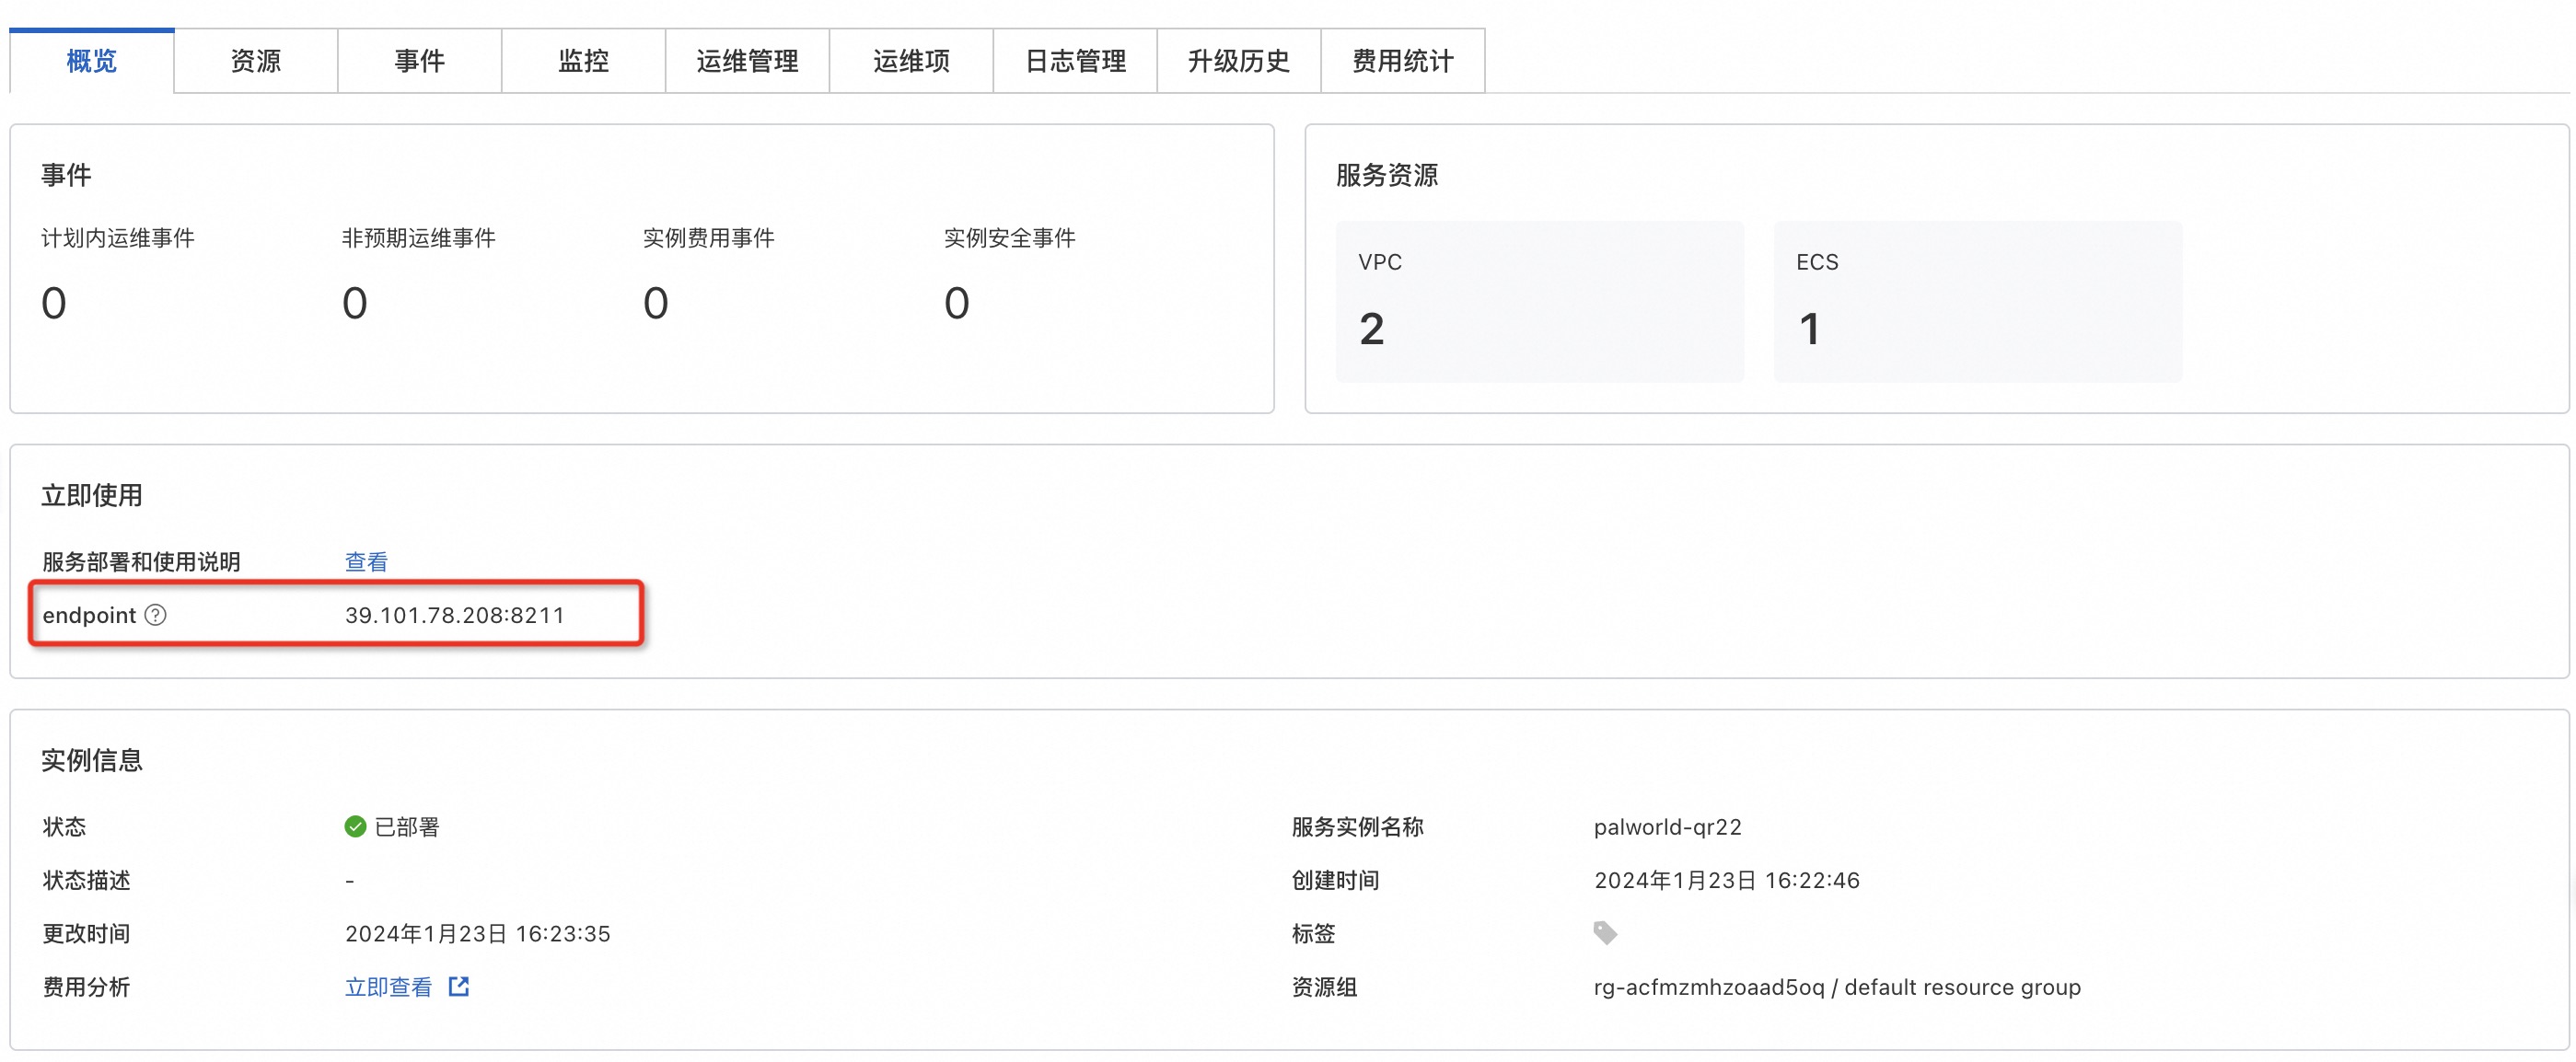 概览 资源 事件 监控 运维管理 运维项 日志管理 升级历史 费用统计
事件
计划内运维事件 非预期运维事件 实例费用事件 实例安全事件
0 0 0 0
服务资源
VPC ECS
2 1
立即使用
服务部署和使用说明 查看
endpoint ? 39.101.78.208:8211
实例信息
状态 已部署 服务实例名称 palworld-qr22
状态描述 - 创建时间 2024年1月23日 16:22:46
更改时间 2024年1月23日 16:23:35 标签
费用分析 立即查看 资源组 rg-acfmzmhzoaad5oq / default resource group